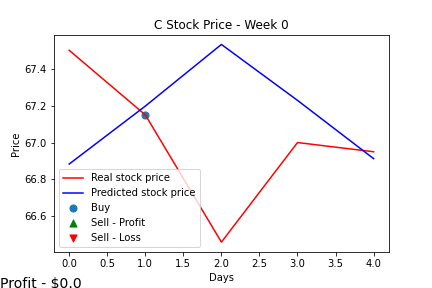 C Stock Price - Week 0
67.4
67.2
67.0
66.8
66.6
Price
Real stock price
Predicted stock price
Buy
Sell - Profit
Sell - Loss
0.0 0.5 1.0 1.5 2.0 2.5 3.0 3.5 4.0
Days
Profit - $0.0